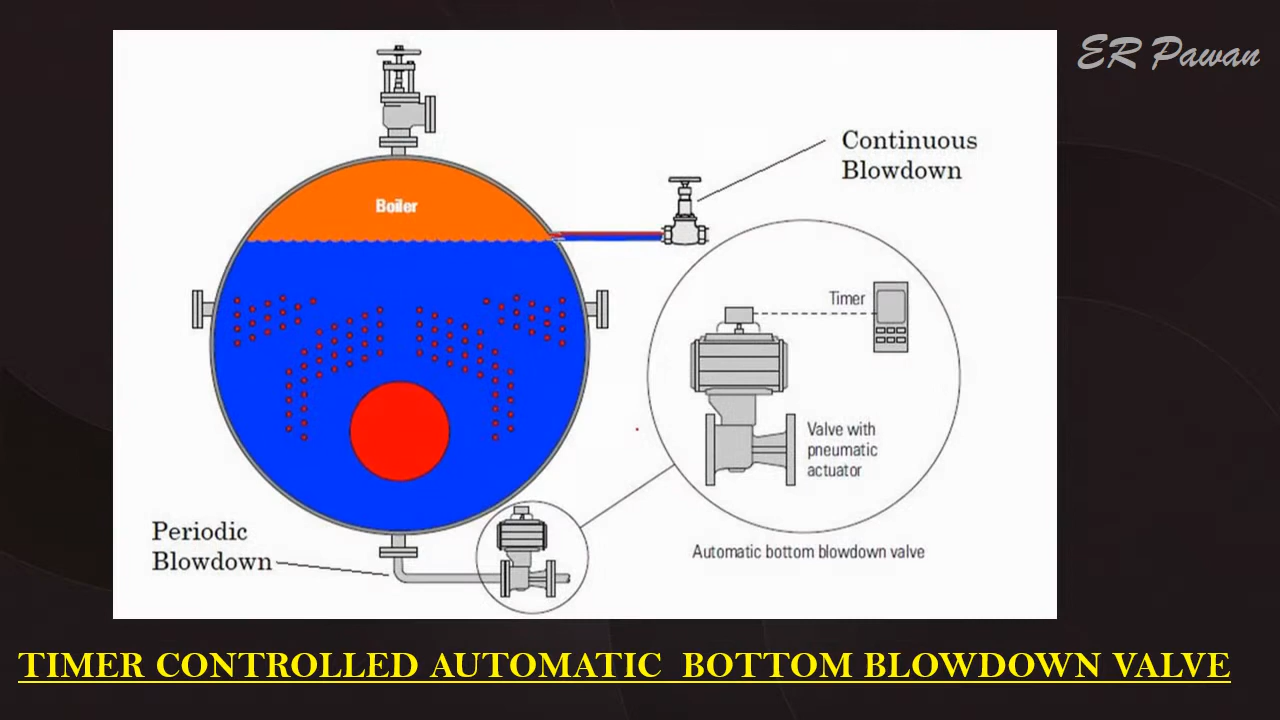 ER Pawan
Continuous
Blowdown
Boiler
Timer
Valve with
pneumatic
actuator
Periodic
Blowdown
Automatic bottom blowdown valve
TIMER CONTROLLED AUTOMATIC BOTTOM BLOWDOWN VALVE